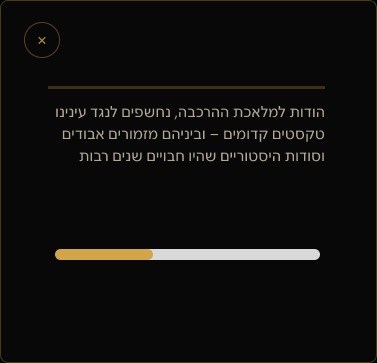 הודות למלאכת ההרכבה, נחשפים לנגד עינינו
טקסטים קדומים – וביניהם מזמורים אבודים
וסודות היסטוריים שהיו חבויים שנים רבות